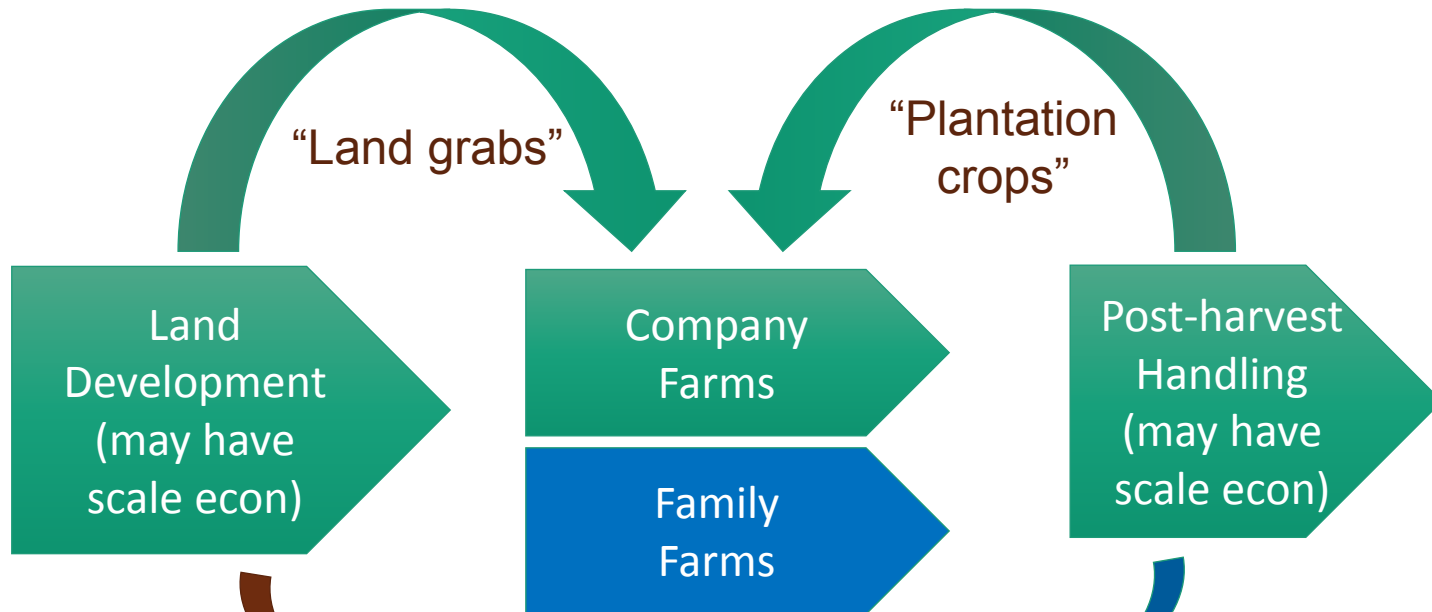 “Land grabs”
“Plantation
crops”
Land
Development
(may have
scale econ)
Company
Farms
Family
Farms
Post-harvest
Handling
(may have
scale econ)